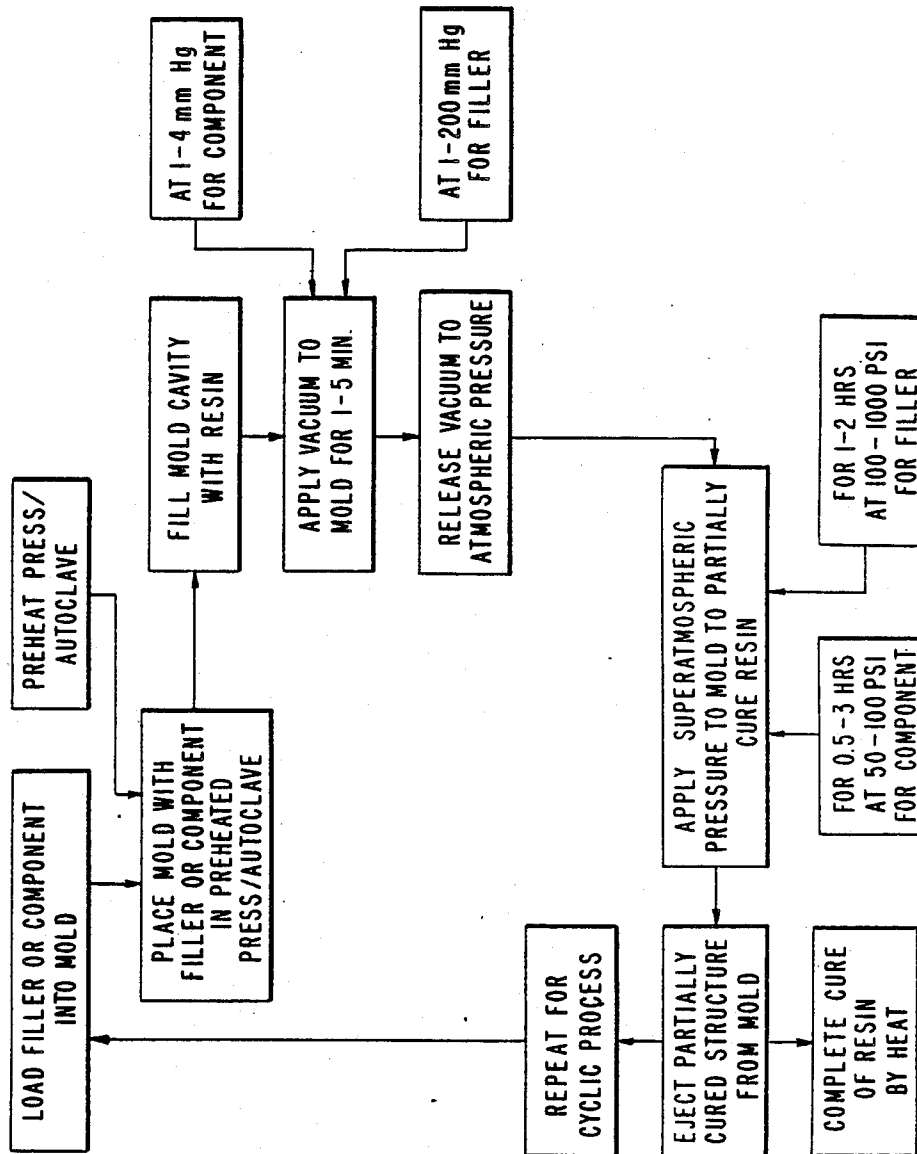 LOAD FILLER OR COMPONENT
INTO MOLD
PREHEAT PRESS/
AUTOCLAVE
PLACE MOLD WITH
FILLER OR COMPONENT
IN PREHEATED
PRESS/AUTOCLAVE
FILL MOLD CAVITY
WITH RESIN
APPLY VACUUM TO
MOLD FOR 1-5 MIN.
AT 1-4 mm Hg
FOR COMPONENT
AT 1-200 mm Hg
FOR FILLER
RELEASE VACUUM TO
ATMOSPHERIC PRESSURE
APPLY SUPERATMOSPHERIC
PRESSURE TO MOLD TO PARTIALLY
CURE RESIN
FOR 0.5-3 HRS
AT 50-100 PSI
FOR COMPONENT
FOR 1-2 HRS
AT 100-1000 PSI
FOR FILLER
EJECT PARTIALLY
CURED STRUCTURE
FROM MOLD
REPEAT FOR
CYCLIC PROCESS
COMPLETE CURE
OF RESIN
BY HEAT